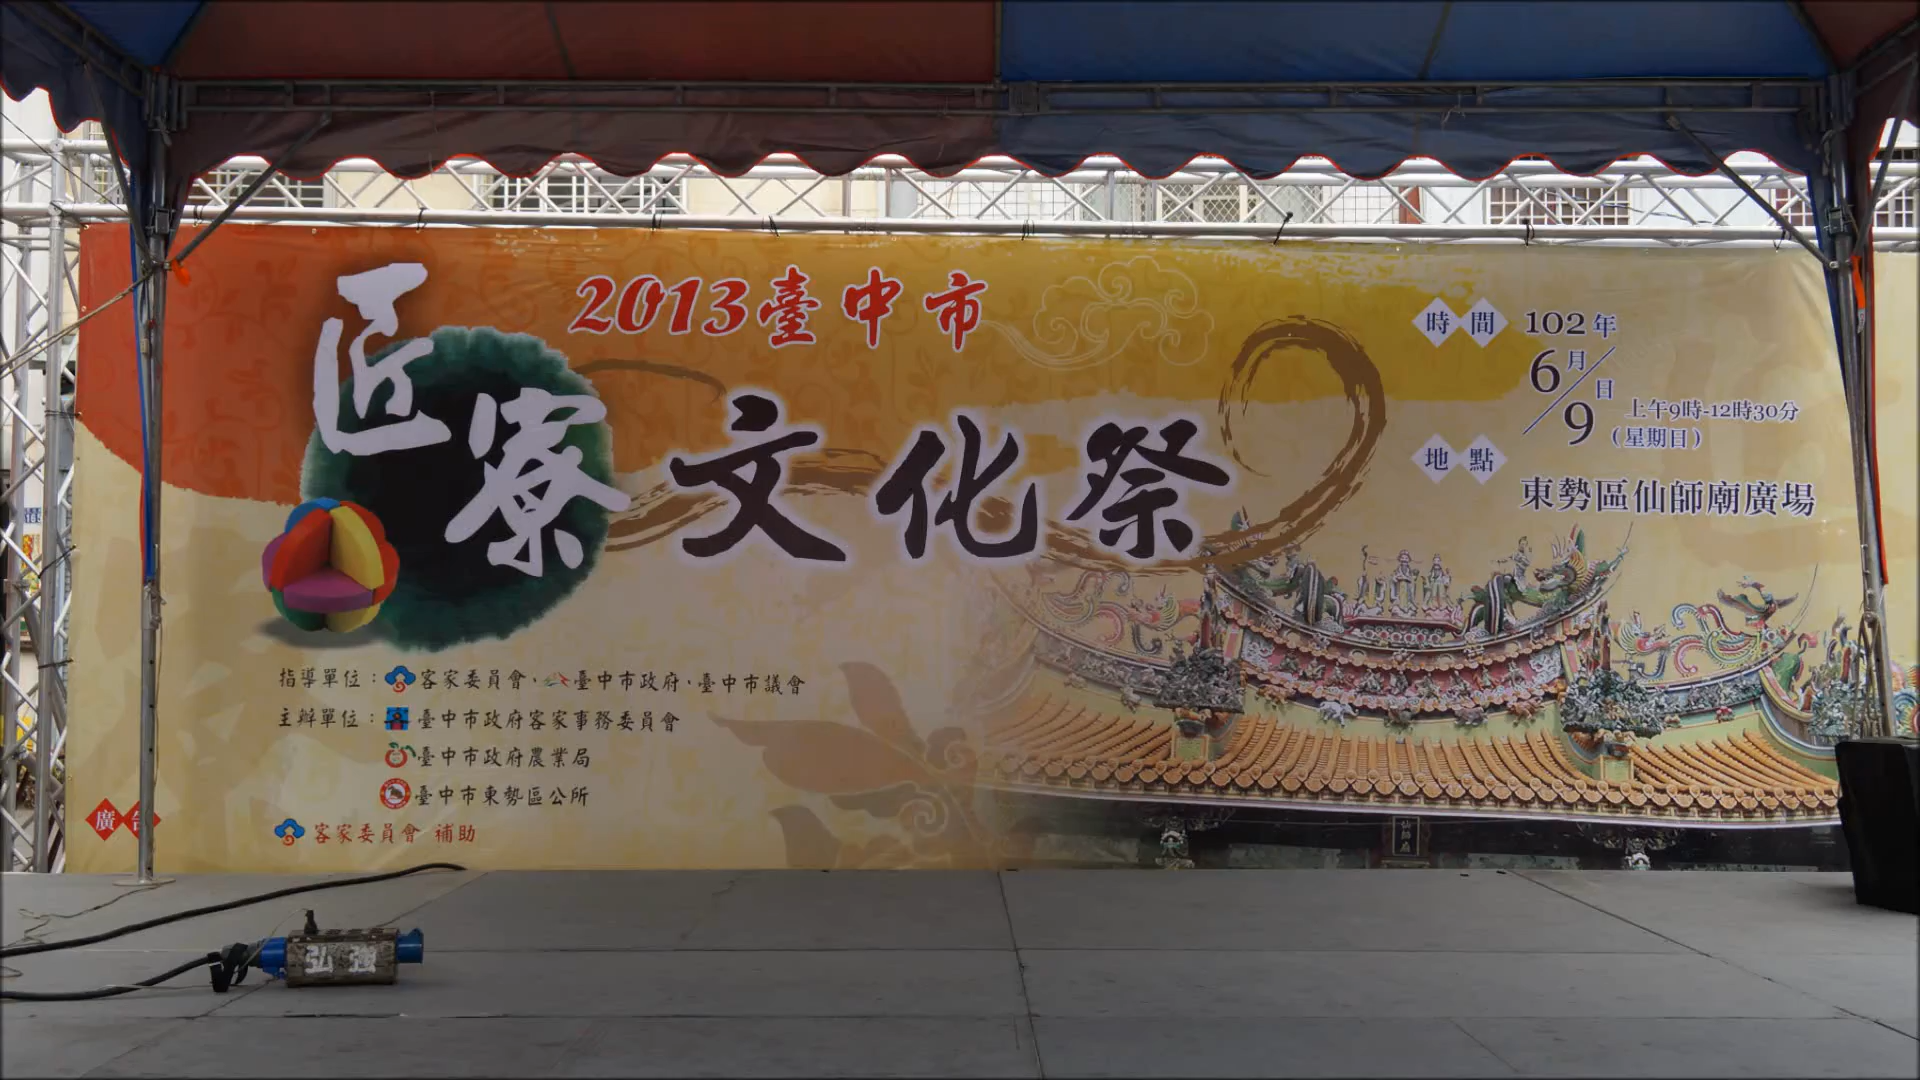 2013臺中市
匠寮文化祭
時間 102年
6月/9日 上午9時-12時30分
(星期日)
地點
東勢區仙師廟廣場
指導單位：客家委員會，臺中市政府，臺中市議會
主辦單位：臺中市政府客家事務委員會
臺中市政府農業局
臺中市東勢區公所
客家委員會 補助
廣告
仙師廟
弘強